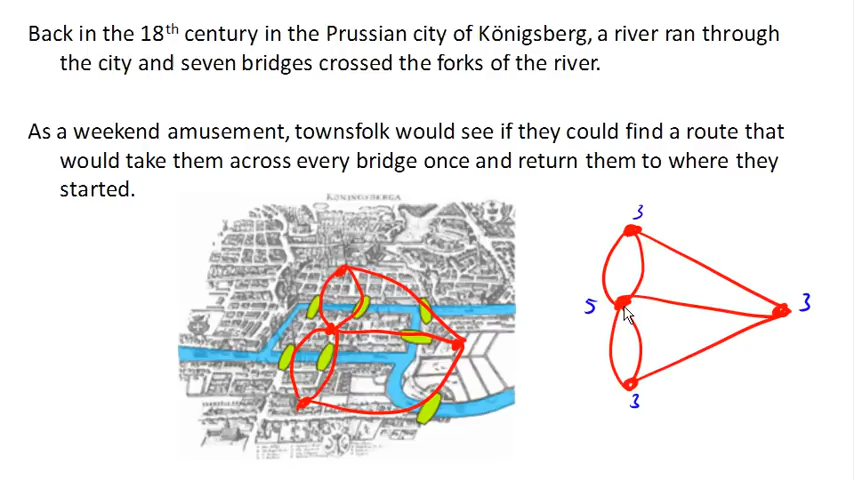 Back in the 18th century in the Prussian city of Königsberg, a river ran through
the city and seven bridges crossed the forks of the river.
As a weekend amusement, townsfolk would see if they could find a route that
would take them across every bridge once and return them to where they
started.
KONINGSBERGA
3
5
3
3